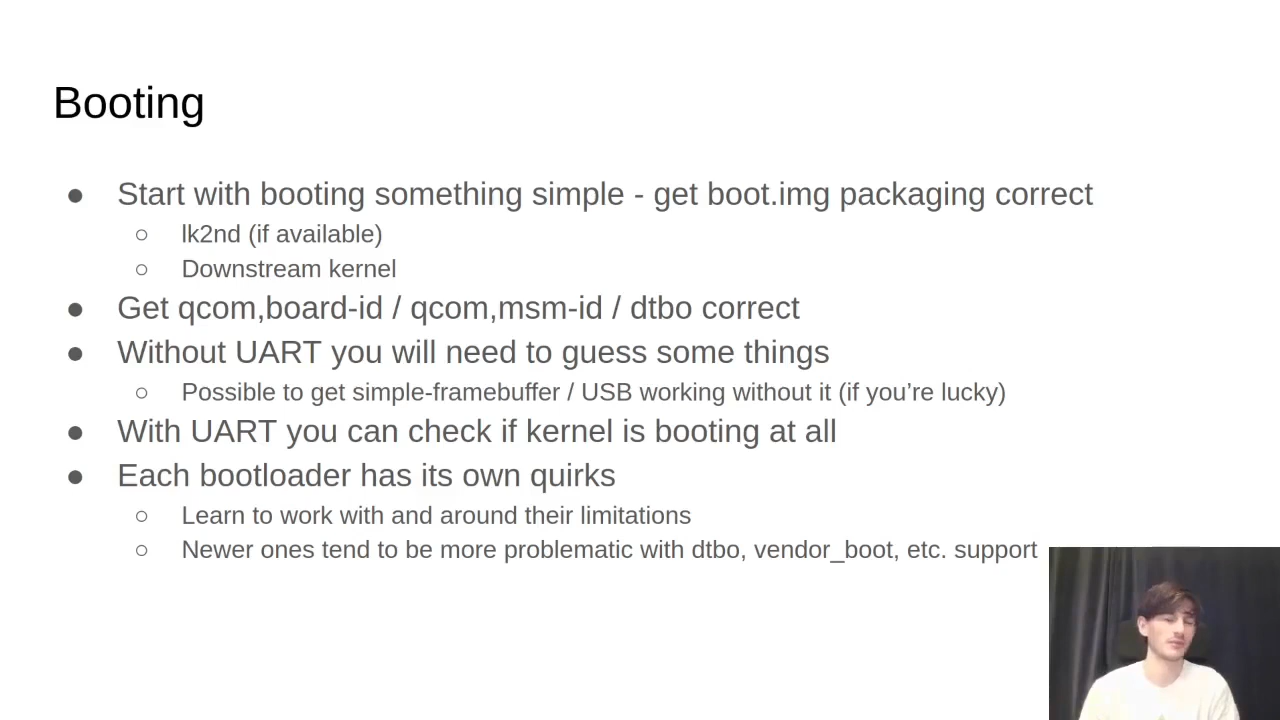 Booting
● Start with booting something simple - get boot.img packaging correct
○ lk2nd (if available)
○ Downstream kernel
● Get qcom,board-id / qcom,msm-id / dtbo correct
● Without UART you will need to guess some things
○ Possible to get simple-framebuffer / USB working without it (if you’re lucky)
● With UART you can check if kernel is booting at all
● Each bootloader has its own quirks
○ Learn to work with and around their limitations
○ Newer ones tend to be more problematic with dtbo, vendor_boot, etc. support